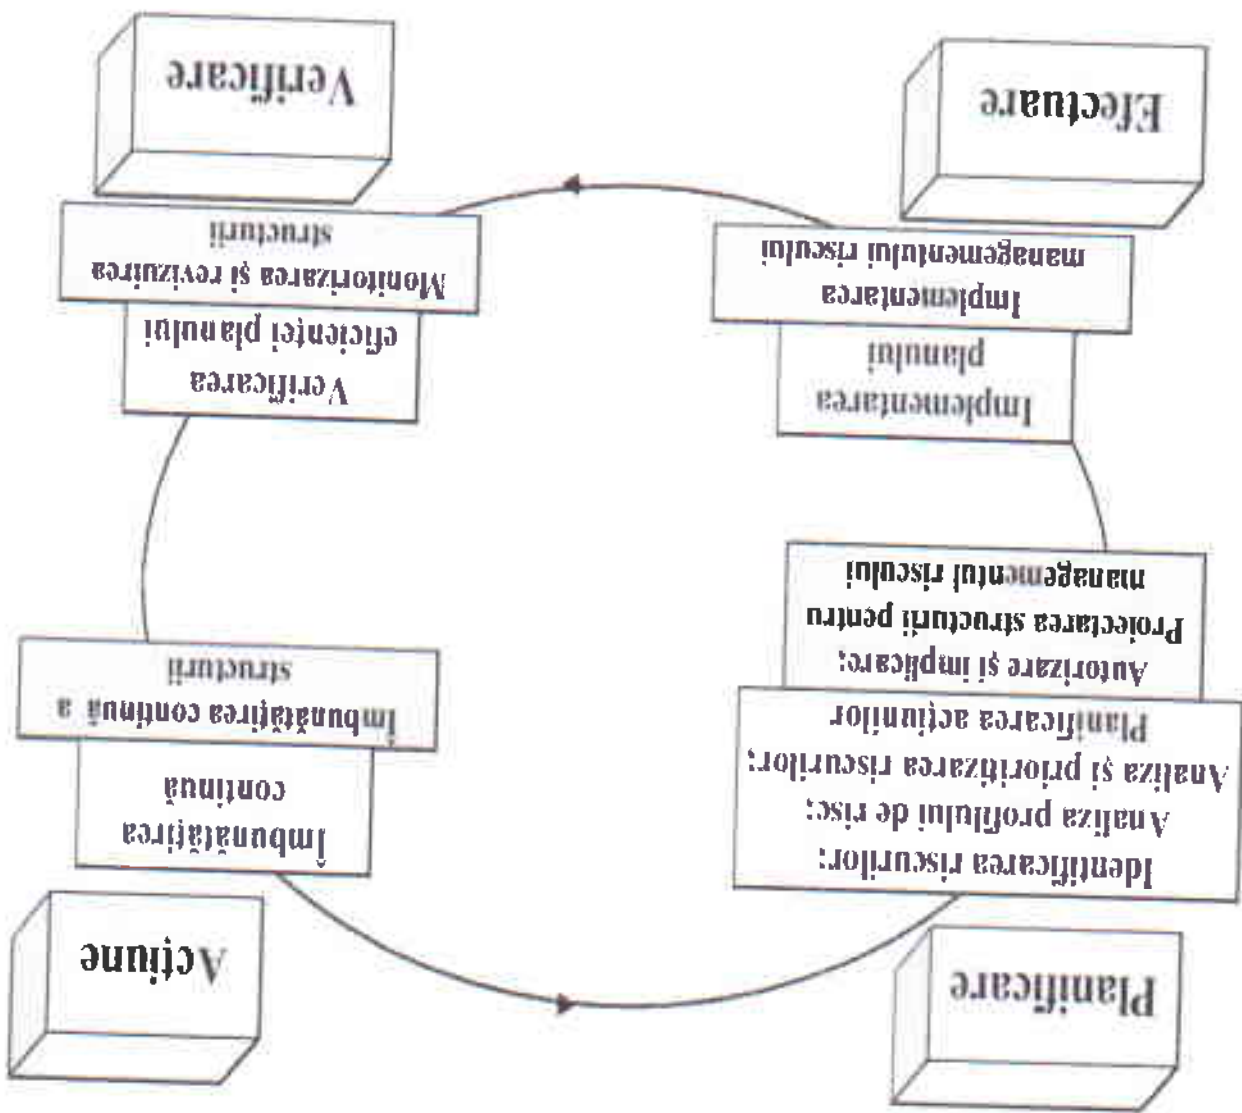 Planificare
Identificarea riscurilor;
Analiza profilului de risc;
Analiza și prioritizarea riscurilor;
Planificarea acțiunilor
Autorizare și implicare;
Proiectarea structurii pentru
managementul riscului
Acțiune
Îmbunătățirea
continuă
Îmbunătățirea continuă a
structurii
Implementarea
planului
Implementarea
managementului riscului
Efectuare
Verificarea
eficienței planului
Monitorizarea și revizuirea
structurii
Verificare